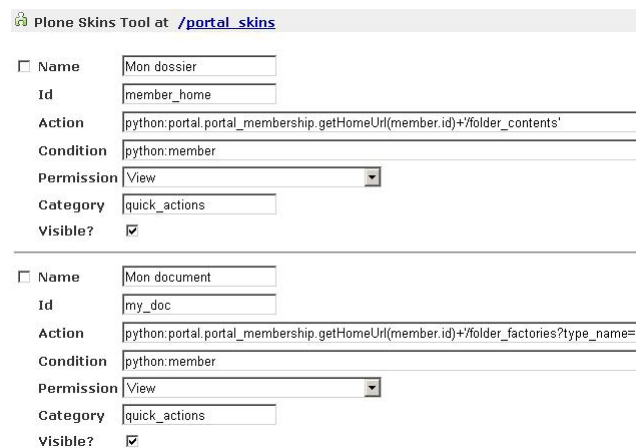 Plone Skins Tool at /portal_skins
Name Mon dossier
Id member_home
Action python:portal.portal_membership.getHomeUrl(member.id)+'/folder_contents'
Condition python:member
Permission View
Category quick_actions
Visible?
Name Mon document
Id my_doc
Action python:portal.portal_membership.getHomeUrl(member.id)+'/folder_factories?type_name=
Condition python:member
Permission View
Category quick_actions
Visible?